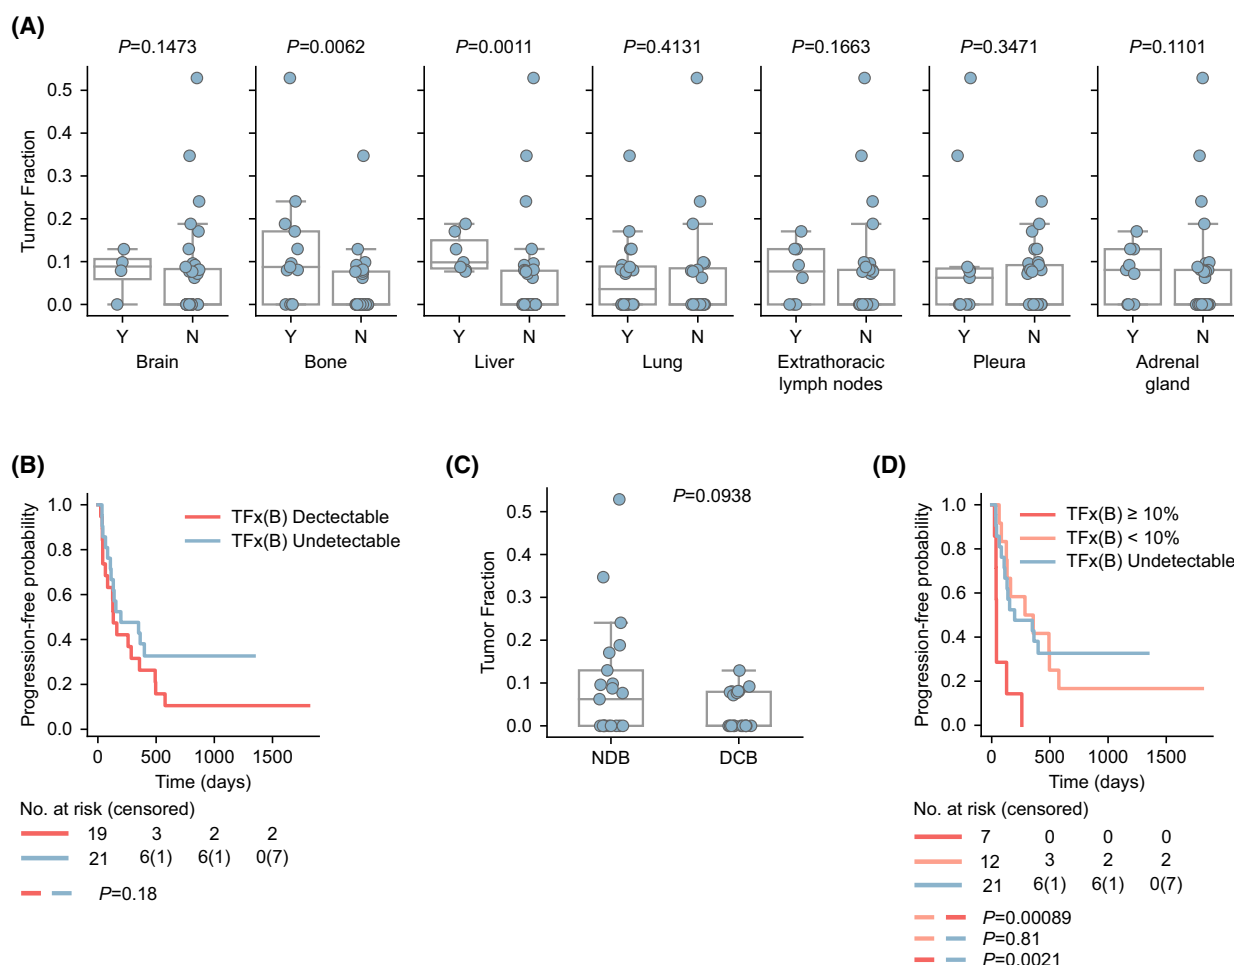 (A)
P=0.1473 P=0.0062 P=0.0011 P=0.4131 P=0.1663 P=0.3471 P=0.1101
Tumor Fraction
0.5
0.4
0.3
0.2
0.1
0.0
Y N Y N Y N Y N Y N Y N Y N
Brain Bone Liver Lung Extrathoracic Pleura Adrenal
lymph nodes gland
(B)
Progression-free probability
1.0
0.8
0.6
0.4
0.2
0.0
TFx(B) Dectectable
TFx(B) Undetectable
0 500 1000 1500
Time (days)
No. at risk (censored)
19 3 2 2
21 6(1) 6(1) 0(7)
P=0.18
(C)
P=0.0938
Tumor Fraction
0.5
0.4
0.3
0.2
0.1
0.0
NDB DCB
(D)
Progression-free probability
1.0
0.8
0.6
0.4
0.2
0.0
TFx(B) ≥ 10%
TFx(B) < 10%
TFx(B) Undetectable
0 500 1000 1500
Time (days)
No. at risk (censored)
7 0 0 0
12 3 2 2
21 6(1) 6(1) 0(7)
P=0.00089
P=0.81
P=0.0021